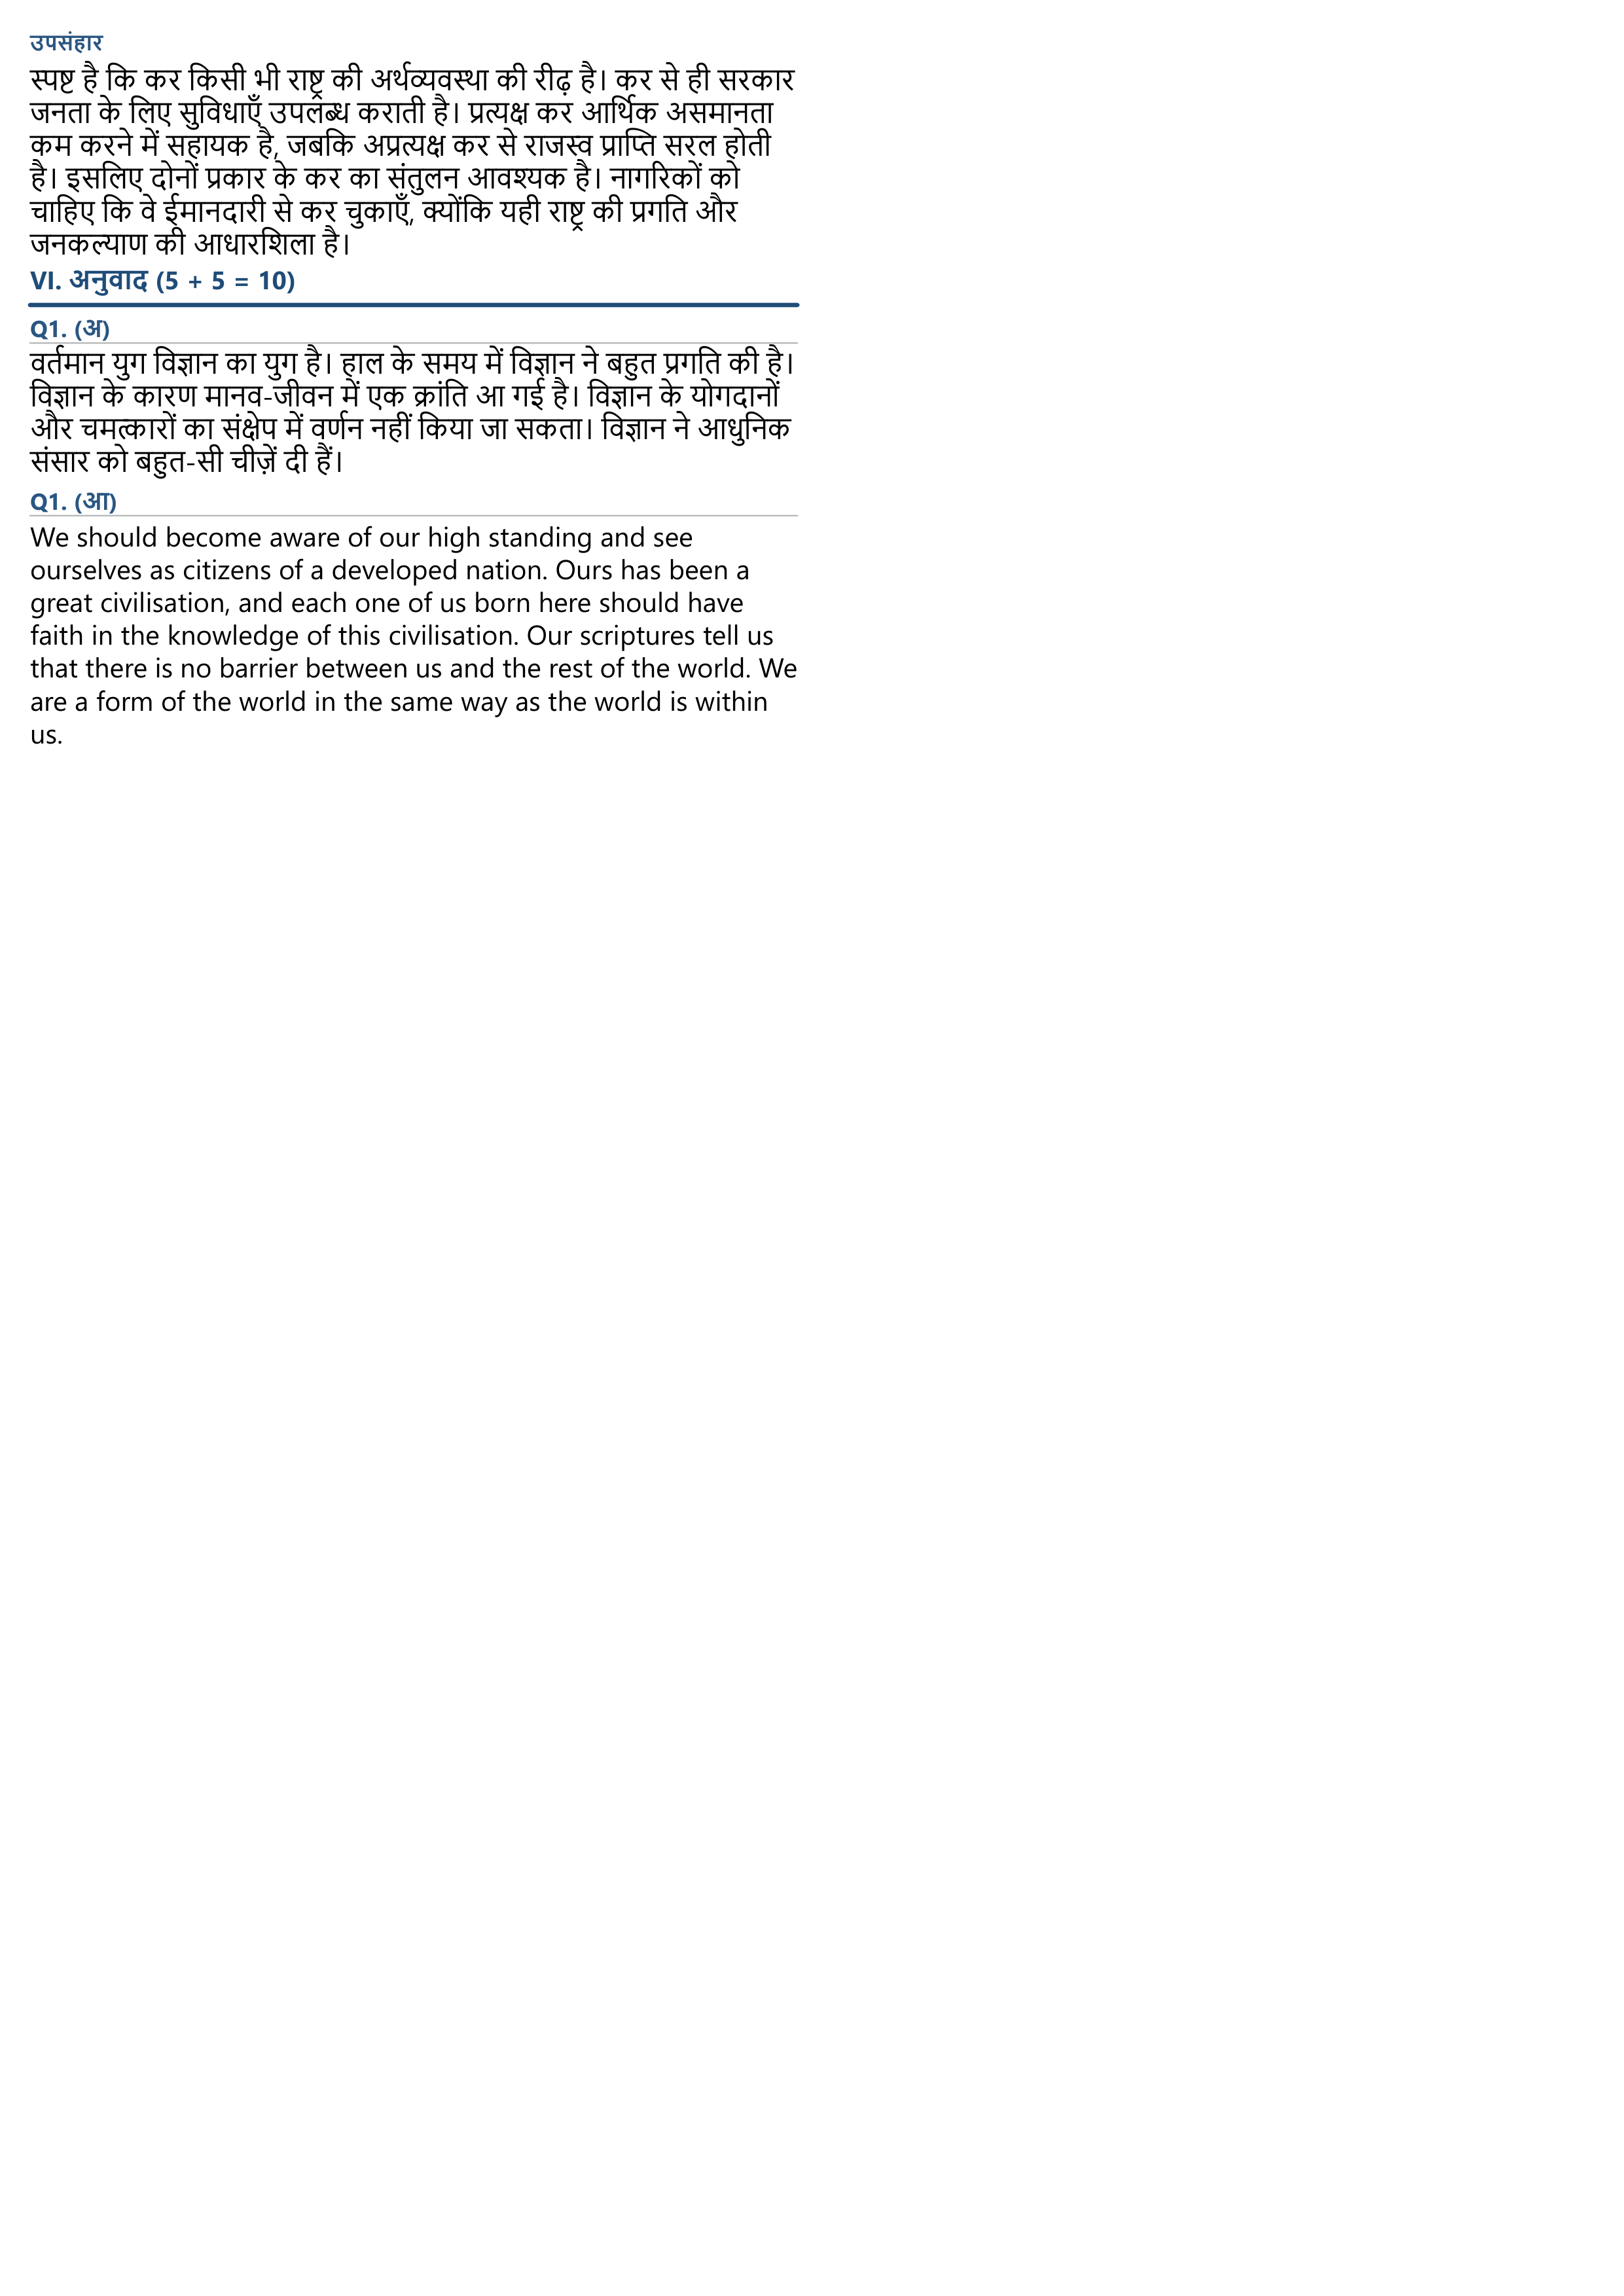 उपसंहार
स्पष्ट है कि कर किसी भी राष्ट्र की अर्थव्यवस्था की रीढ़ है। कर से ही सरकार
जनता के लिए सुविधाएँ उपलब्ध कराती है। प्रत्यक्ष कर आर्थिक असमानता
कम करने में सहायक है, जबकि अप्रत्यक्ष कर से राजस्व प्राप्ति सरल होती
है। इसलिए दोनों प्रकार के कर का संतुलन आवश्यक है। नागरिकों को
चाहिए कि वे ईमानदारी से कर चुकाएँ, क्योंकि यही राष्ट्र की प्रगति और
जनकल्याण की आधारशिला है।
VI. अनुवाद (5 + 5 = 10)
Q1. (अ)
वर्तमान युग विज्ञान का युग है। हाल के समय में विज्ञान ने बहुत प्रगति की है।
विज्ञान के कारण मानव-जीवन में एक क्रांति आ गई है। विज्ञान के योगदानों
और चमत्कारों का संक्षेप में वर्णन नहीं किया जा सकता। विज्ञान ने आधुनिक
संसार को बहुत-सी चीज़ें दी हैं।
Q1. (आ)
We should become aware of our high standing and see
ourselves as citizens of a developed nation. Ours has been a
great civilisation, and each one of us born here should have
faith in the knowledge of this civilisation. Our scriptures tell us
that there is no barrier between us and the rest of the world. We
are a form of the world in the same way as the world is within
us.